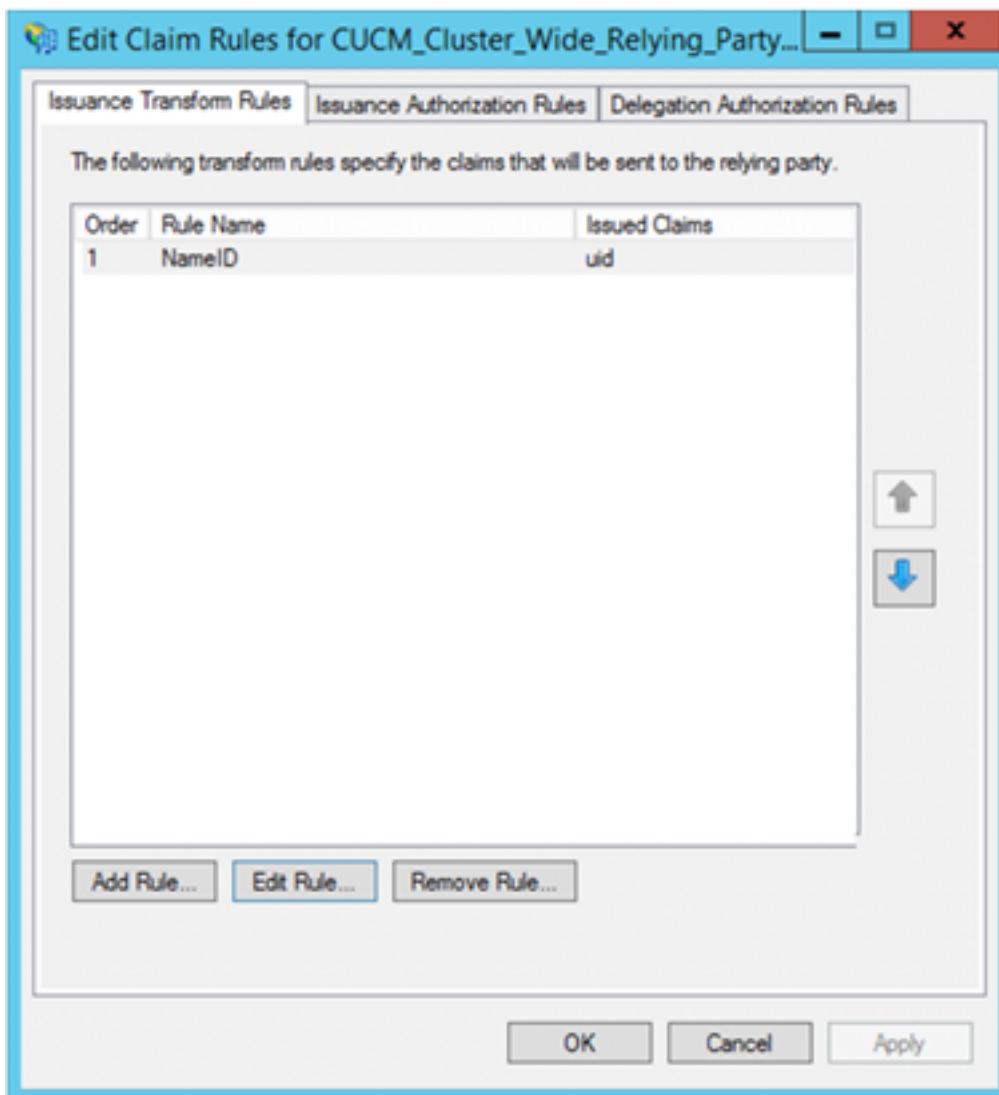 Edit Claim Rules for CUCM_Cluster_Wide_Relying_Party...
Issuance Transform Rules Issuance Authorization Rules Delegation Authorization Rules
The following transform rules specify the claims that will be sent to the relying party.
Order Rule Name Issued Claims
1 NameID uid
Add Rule... Edit Rule... Remove Rule...
OK Cancel Apply